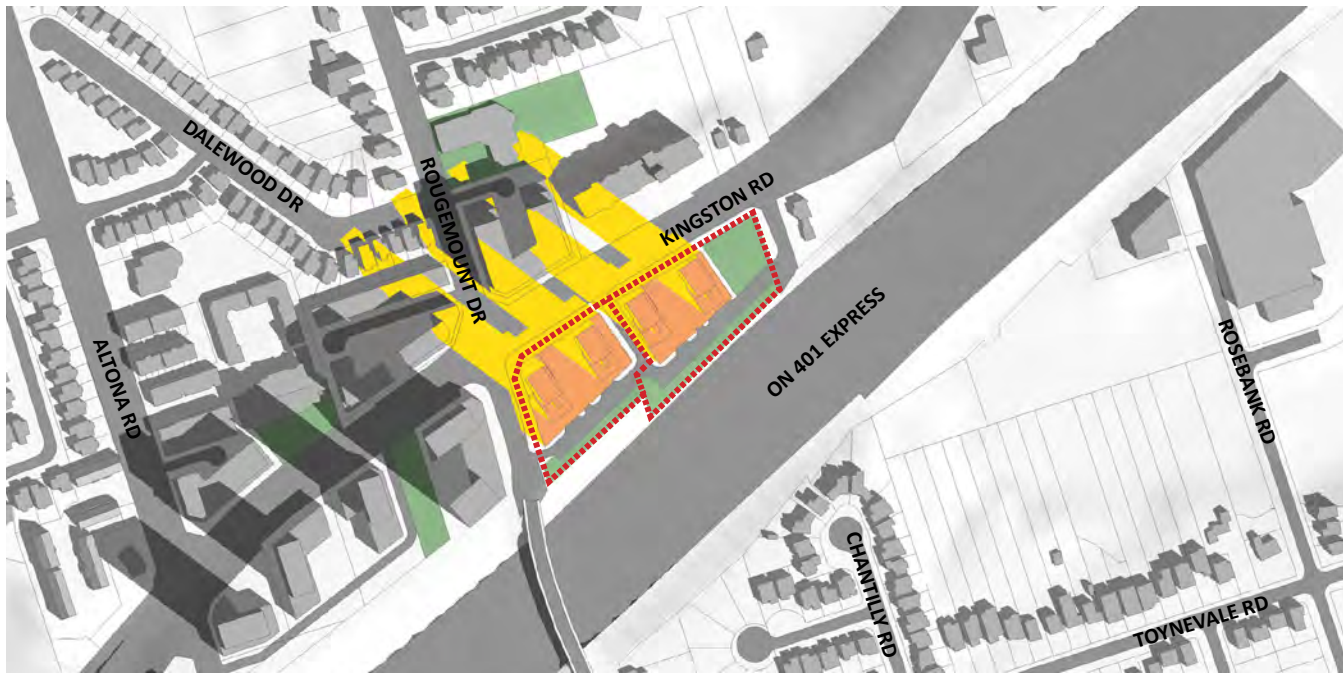 DALEWOOD DR
ROUGEMOUNT DR
KINGSTON RD
ALTONA RD
ON 401 EXPRESS
ROSEBANK RD
CHANTILLY RD
TOYNEVALE RD